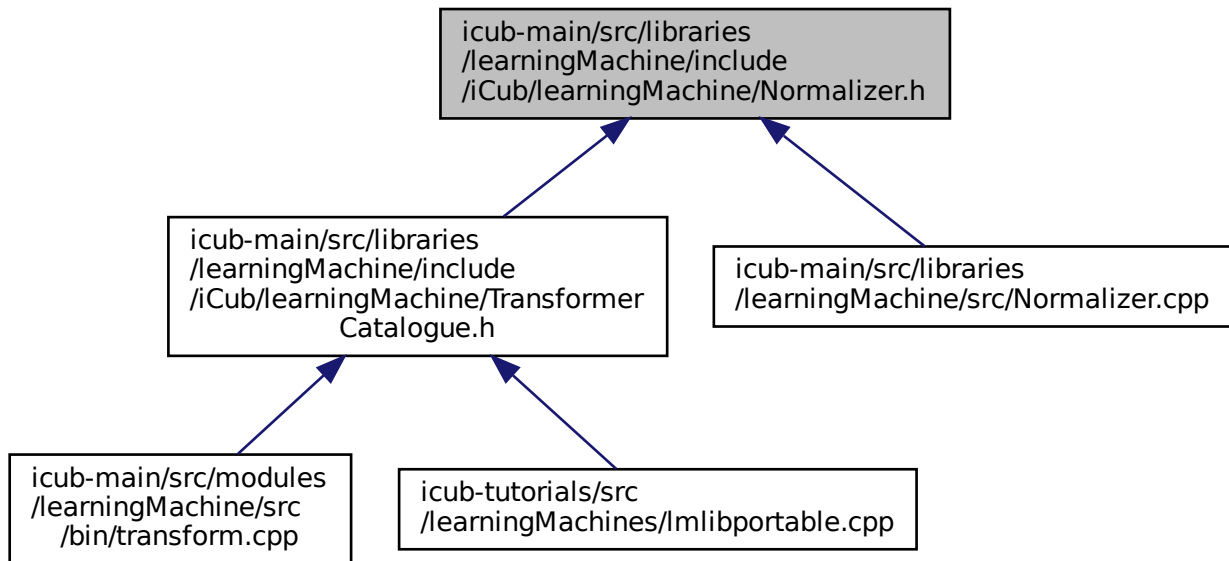 icub-main/src/libraries
/learningMachine/include
/iCub/learningMachine/Normalizer.h
icub-main/src/libraries
/learningMachine/include
/iCub/learningMachine/Transformer
Catalogue.h
icub-main/src/libraries
/learningMachine/src/Normalizer.cpp
icub-main/src/modules
/learningMachine/src
/bin/transform.cpp
icub-tutorials/src
/learningMachines/lmlibportable.cpp